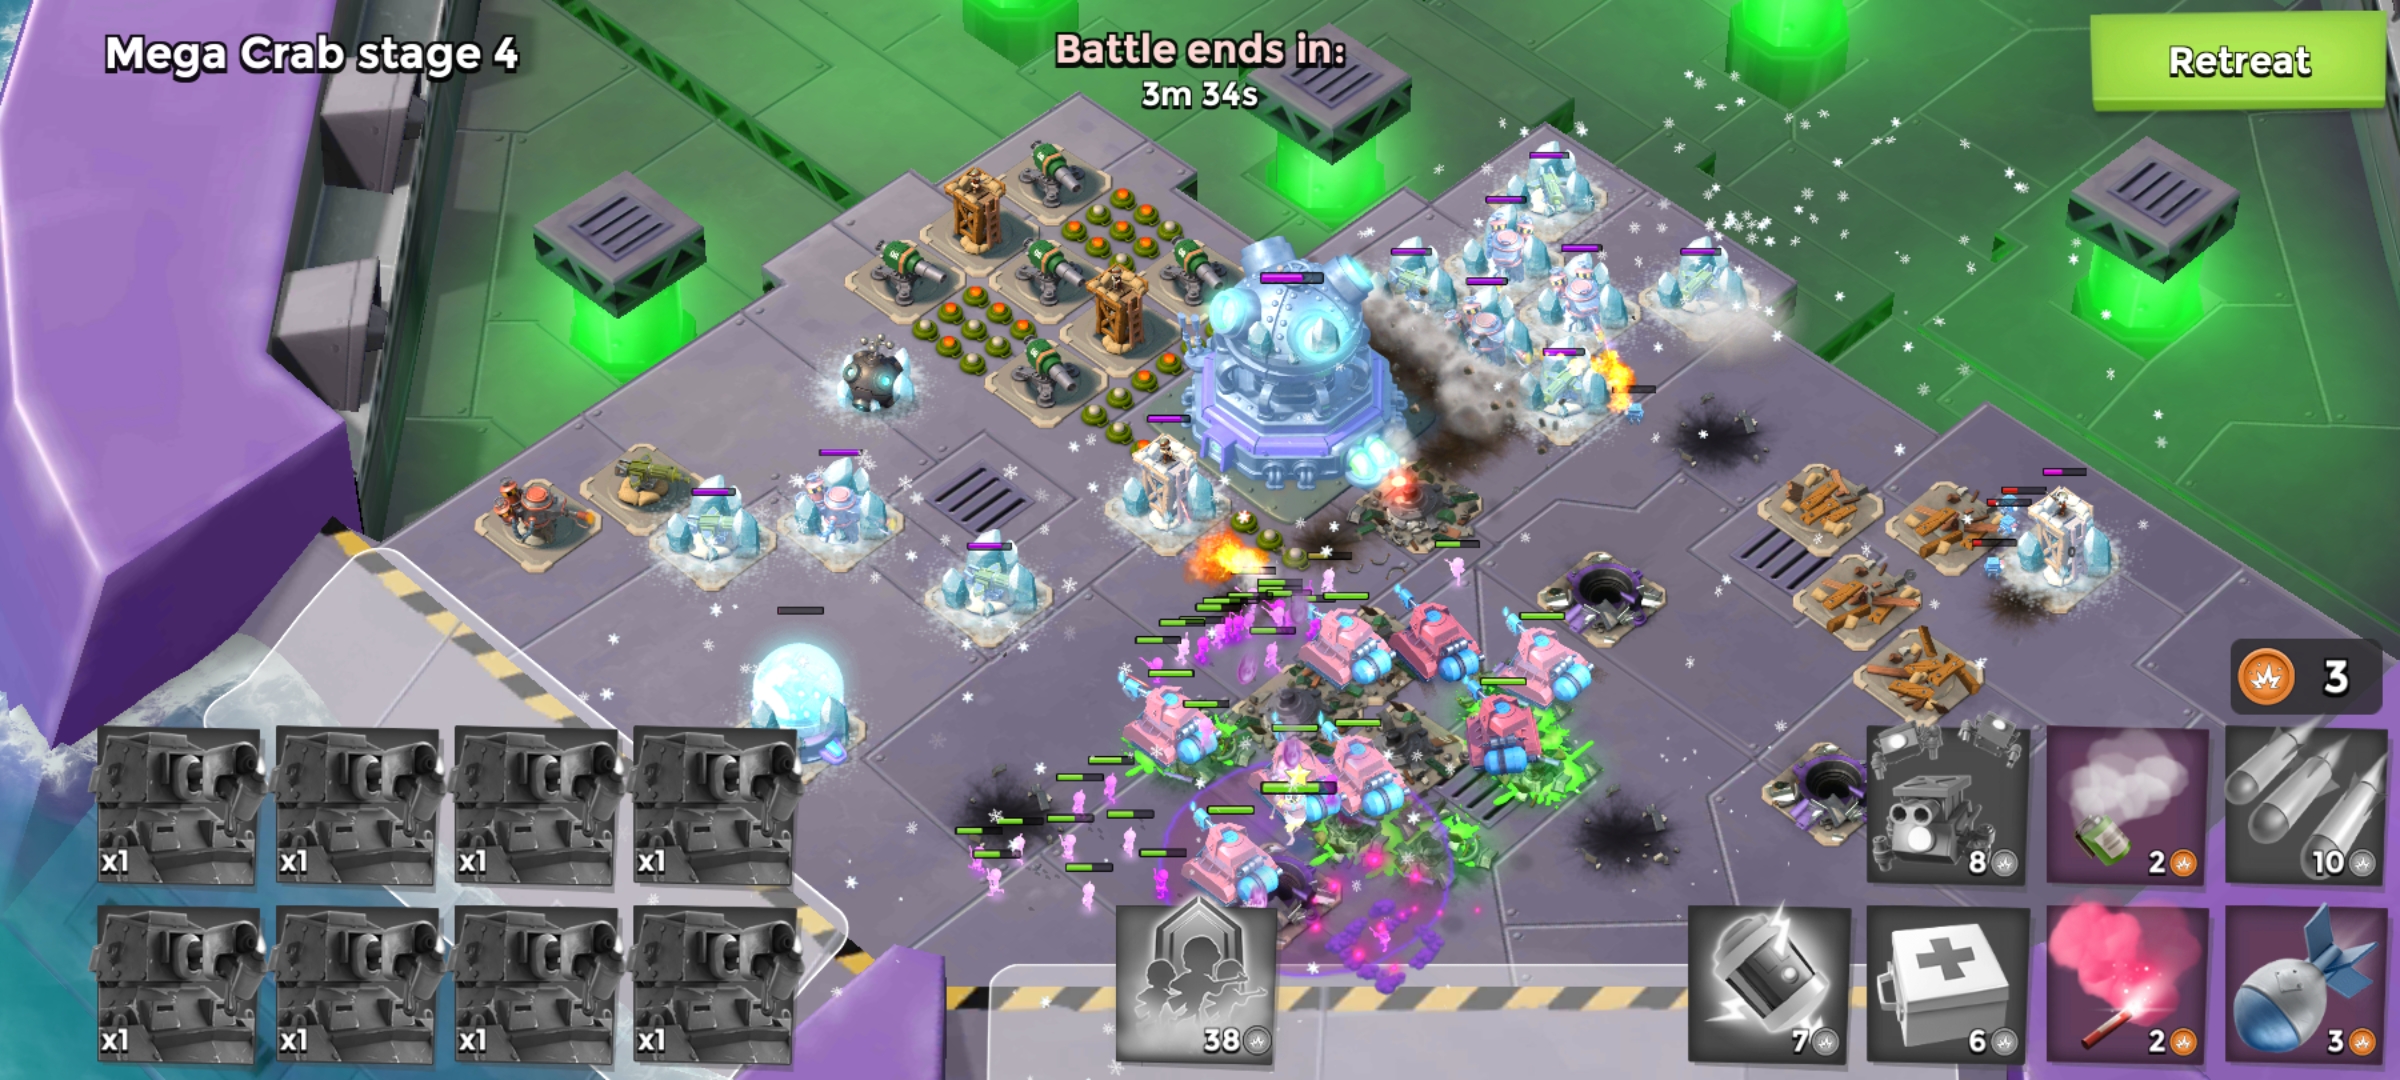 Mega Crab stage 4
Battle ends in:
3m 34s
Retreat
3
x1
x1
x1
x1
8
2
10
x1
x1
x1
x1
38
7
6
2
3